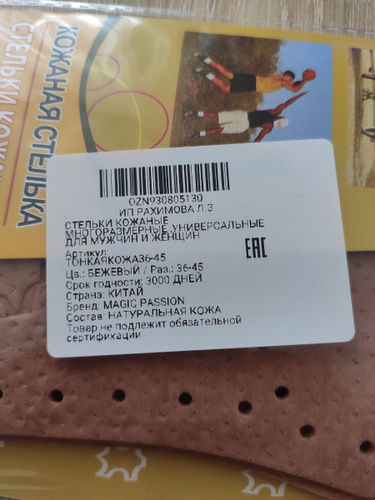 КОЖАНАЯ СТЕЛЬКА
СТЕЛЬКИ КОЖА
OZN930805130
ИП РАХИМОВА Л.З
СТЕЛЬКИ КОЖАНЫЕ
МНОГОРАЗМЕРНЫЕ, УНИВЕРСАЛЬНЫЕ
ДЛЯ МУЖЧИН И ЖЕНЩИН
Артикул
ТОНКАЯКОЖА36-45
EAC
Цв.: БЕЖЕВЫЙ / Раз.: 36-45
Срок годности: 3000 ДНЕЙ
Страна: КИТАЙ
Бренд: MAGIC PASSION
Состав: НАТУРАЛЬНАЯ КОЖА
Товар не подлежит обязательной
сертификации